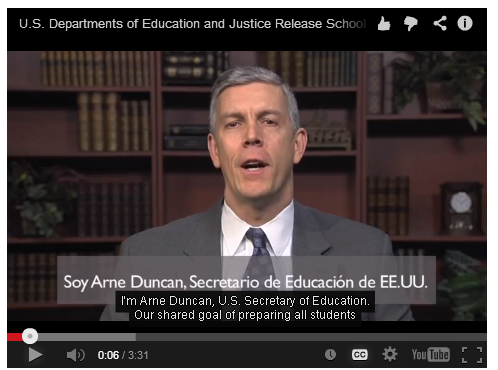 U.S. Departments of Education and Justice Release School
Soy Arne Duncan, Secretario de Educación de EE.UU.
I'm Arne Duncan, U.S. Secretary of Education.
Our shared goal of preparing all students
0:06 / 3:31
CC
YouTube